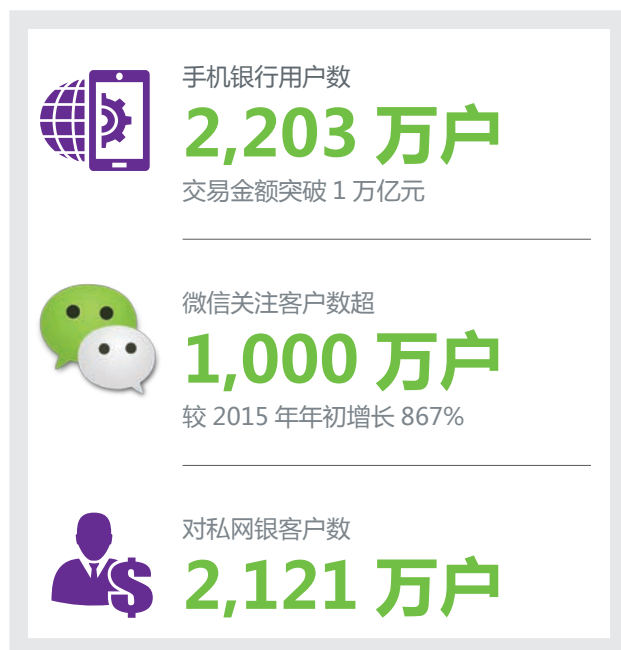 手机银行用户数
2,203 万户
交易金额突破 1 万亿元
微信关注客户数超
1,000 万户
较 2015 年年初增长 867%
对私网银客户数
2,121 万户